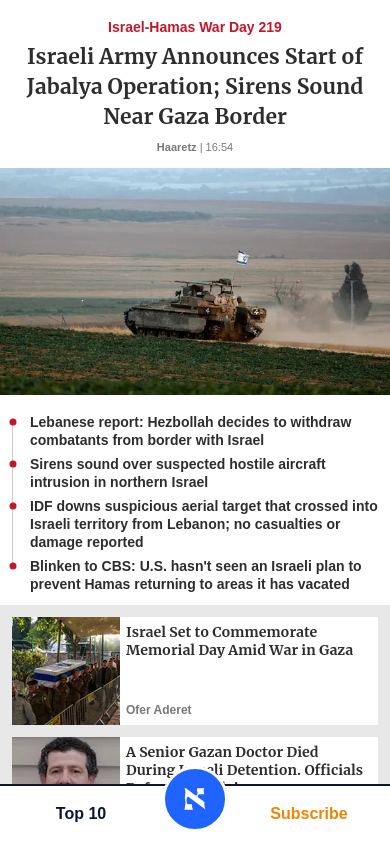 Israel-Hamas War Day 219
Israeli Army Announces Start of
Jabalya Operation; Sirens Sound
Near Gaza Border
Haaretz | 16:54
Lebanese report: Hezbollah decides to withdraw
combatants from border with Israel
Sirens sound over suspected hostile aircraft
intrusion in northern Israel
IDF downs suspicious aerial target that crossed into
Israeli territory from Lebanon; no casualties or
damage reported
Blinken to CBS: U.S. hasn't seen an Israeli plan to
prevent Hamas returning to areas it has vacated
Israel Set to Commemorate
Memorial Day Amid War in Gaza
Ofer Aderet
A Senior Gazan Doctor Died
During Detention. Officials
Top 10
Subscribe